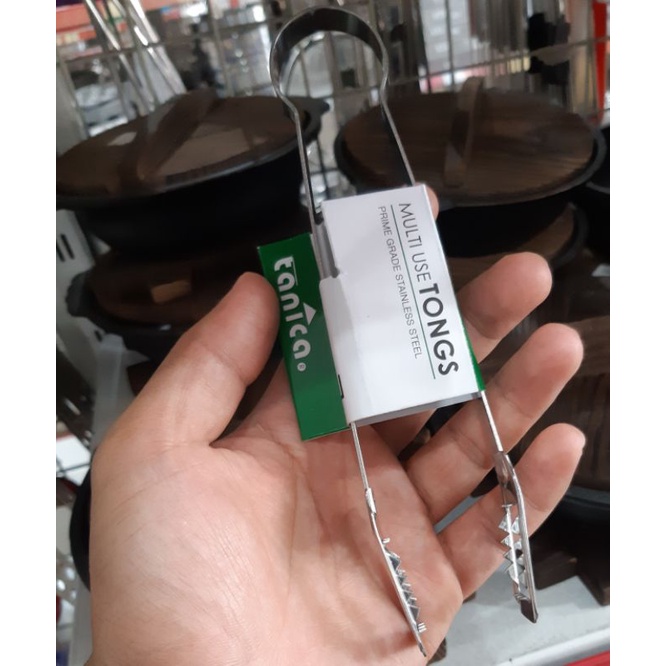 MULTI USE TONGS
PRIME GRADE STAINLESS STEEL
tanica®